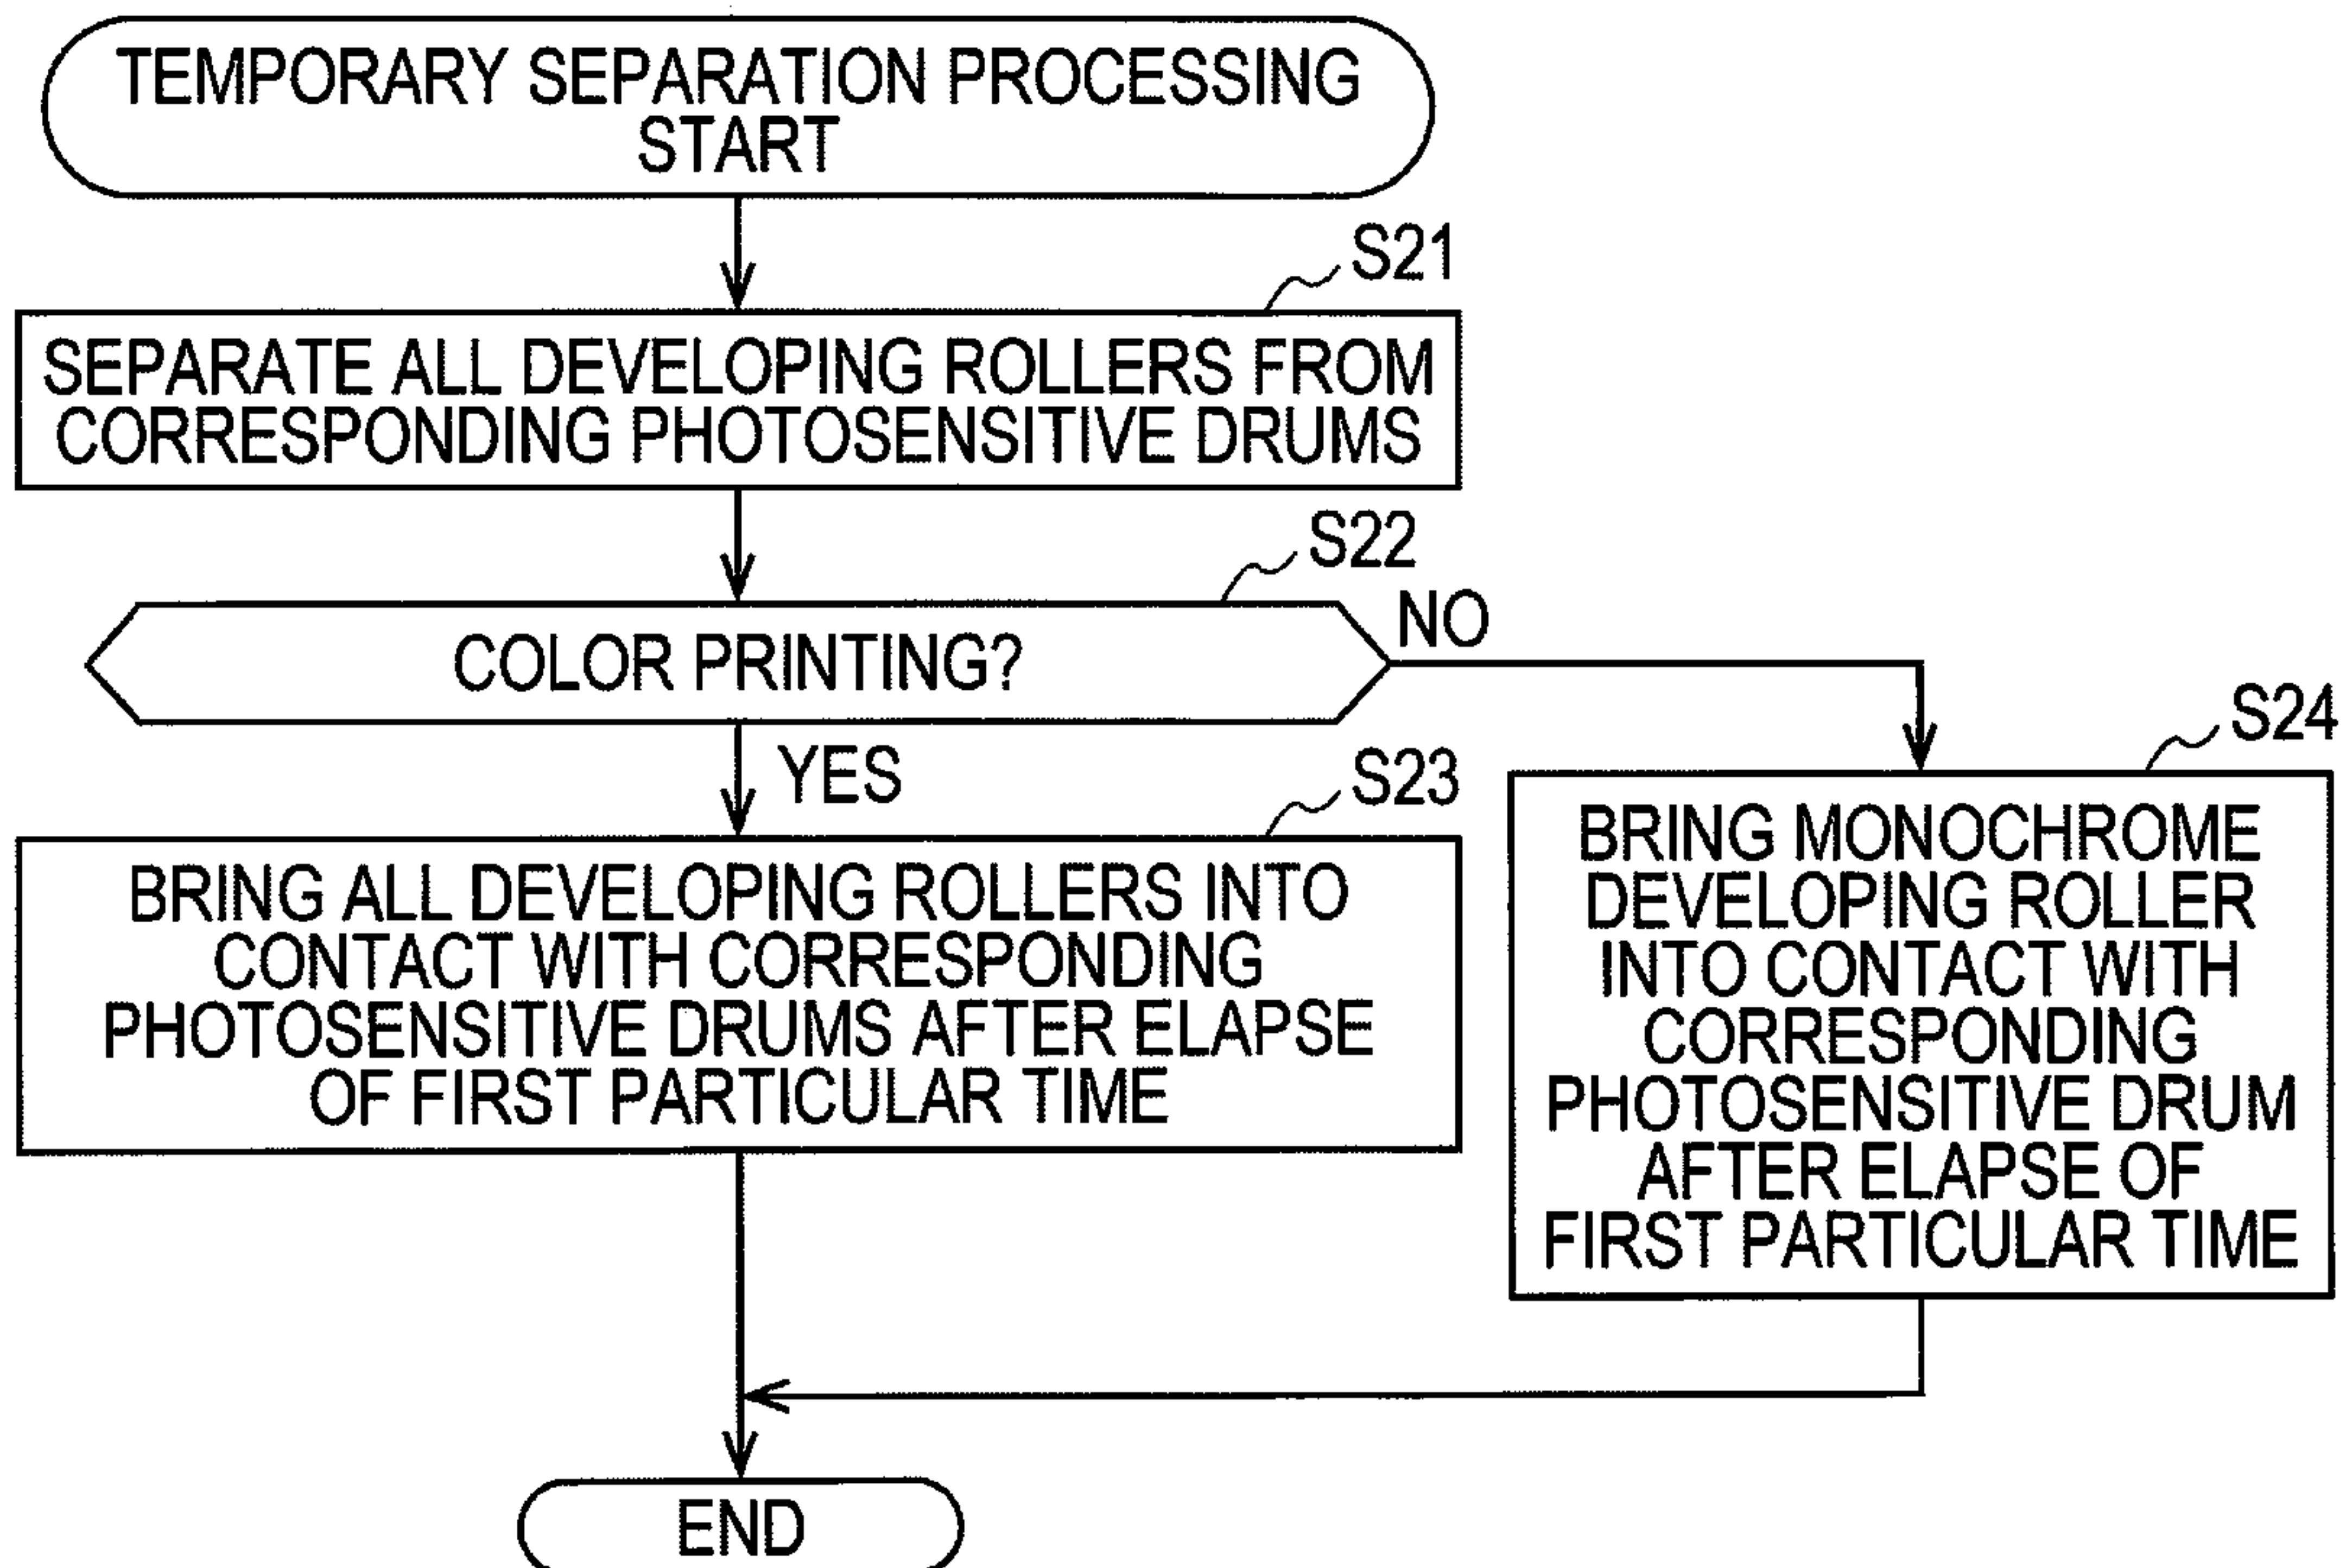 TEMPORARY SEPARATION PROCESSING
START
S21
SEPARATE ALL DEVELOPING ROLLERS FROM
CORRESPONDING PHOTOSENSITIVE DRUMS
S22
COLOR PRINTING?
NO
YES
S23
BRING ALL DEVELOPING ROLLERS INTO
CONTACT WITH CORRESPONDING
PHOTOSENSITIVE DRUMS AFTER ELAPSE
OF FIRST PARTICULAR TIME
S24
BRING MONOCHROME
DEVELOPING ROLLER
INTO CONTACT WITH
CORRESPONDING
PHOTOSENSITIVE DRUM
AFTER ELAPSE OF
FIRST PARTICULAR TIME
END